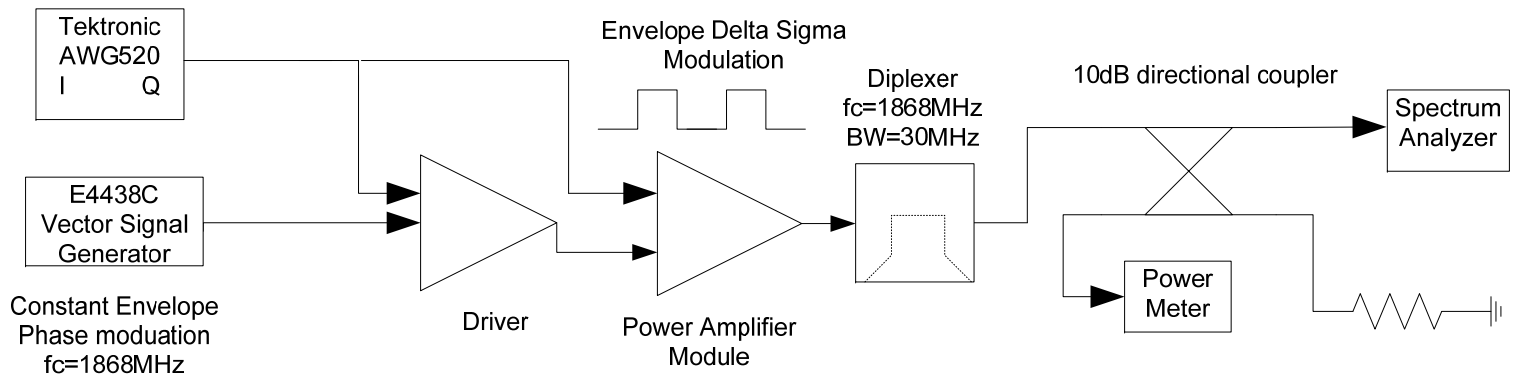 Tektronic
AWG520
I Q
E4438C
Vector Signal
Generator
Constant Envelope
Phase moduation
fc=1868MHz
Driver
Envelope Delta Sigma
Modulation
Power Amplifier
Module
Diplexer
fc=1868MHz
BW=30MHz
10dB directional coupler
Spectrum
Analyzer
Power
Meter